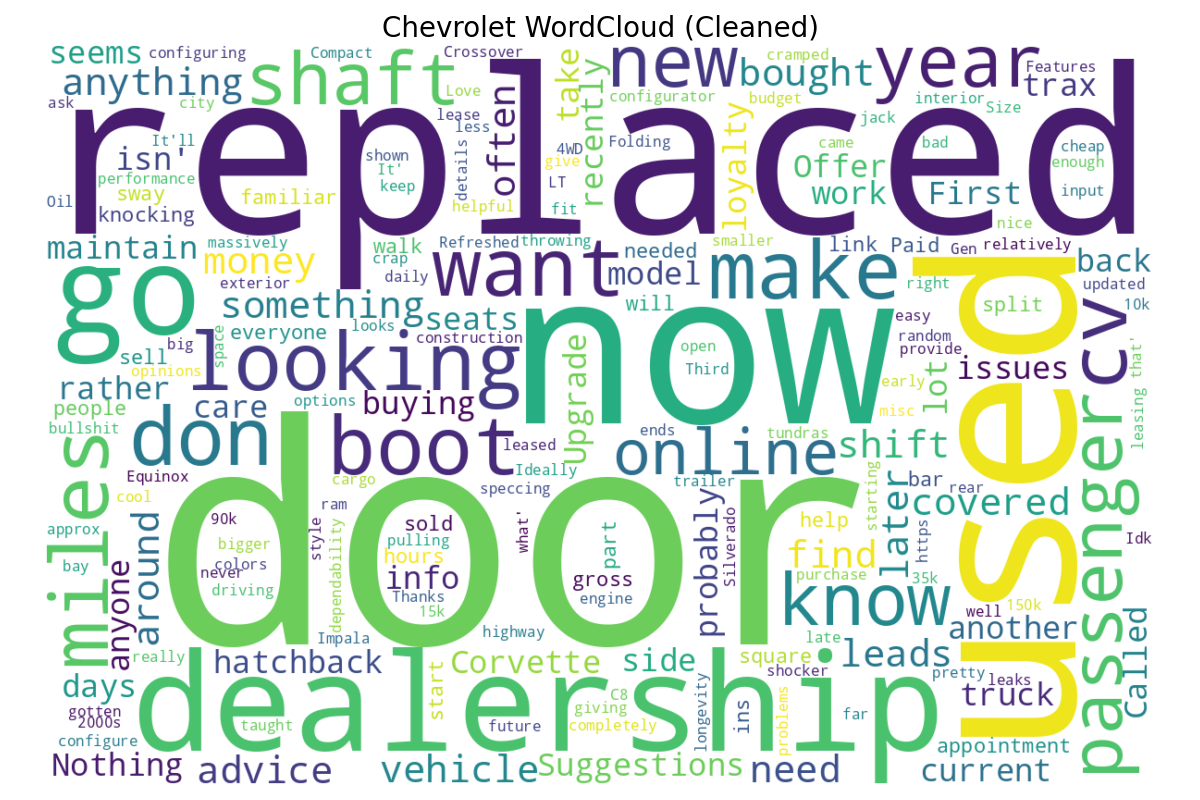 Chevrolet WordCloud (Cleaned)
seems
configuring
Compact
Crossover
new
year
cramped
Features
anything
shaft
take
bought
trax
ask
city
Love
recently
configurator
budget
interior
Size
replaced
It'll
isn'
lease
less
often
4WD
Folding
loyalty
jack
came
bad
cheap
shown
It'
keep
details
give
LT
Offer
enough
performance
sway
familiar
helpful
fit
work
First
input
Oil
knocking
nice
maintain
massively
walk
Refreshed
throwing
needed
smaller
link
Paid
Gen
relatively
back
go
money
crap
daily
want
model
make
used
updated
exterior
right
split
10k
something
seats
will
now
cv
everyone
looks
construction
easy
random
provide
sell
big
space
looking
Upgrade
open
Third
issues
leasing
that'
opinions
early
lot
rather
options
buying
misc
people
care
bullshit
don
boot
leased
ends
online
tundras
shift
passenger
miles
Equinox
cargo
Ideally
speccing
trailer
bar
rear
cool
ram
later
covered
starting
approx
around
90k
style
dependability
sold
pulling
what'
part
probably
Silverado
help
https
Idk
bigger
colors
hours
find
bay
never
info
gross
purchase
35k
anyone
driving
Thanks
15k
engine
know
well
150k
door
Impala
highway
late
another
Called
really
hatchback
Corvette
side
square
leads
pretty
shocker
leaks
days
start
C8
giving
longevity
ins
problems
truck
gotten
2000s
taught
dealership
future
completely
far
configure
appointment
Nothing
advice
vehicle
Suggestions
need
current